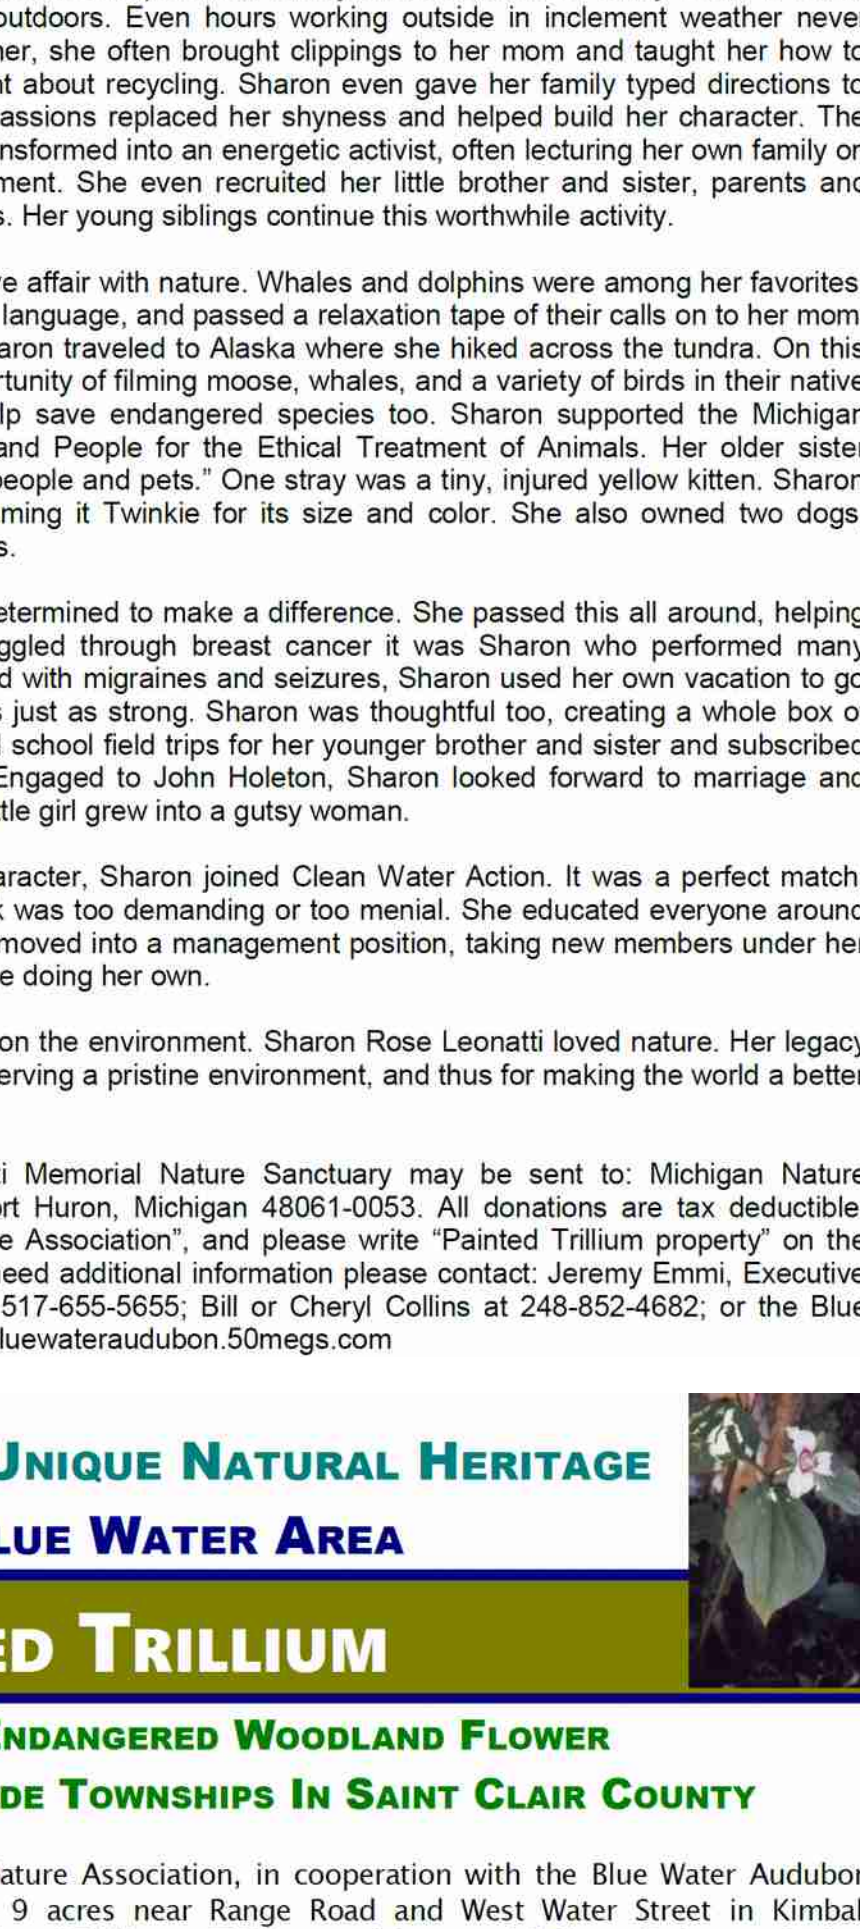 outdoors. Even hours working outside in inclement weather neve
her, she often brought clippings to her mom and taught her how to
nt about recycling. Sharon even gave her family typed directions to
assions replaced her shyness and helped build her character. The
nsformed into an energetic activist, often lecturing her own family or
ment. She even recruited her little brother and sister, parents and
s. Her young siblings continue this worthwhile activity.
ve affair with nature. Whales and dolphins were among her favorites
language, and passed a relaxation tape of their calls on to her mom
aron traveled to Alaska where she hiked across the tundra. On this
rtunity of filming moose, whales, and a variety of birds in their native
lp save endangered species too. Sharon supported the Michigan
and People for the Ethical Treatment of Animals. Her older sister
people and pets.” One stray was a tiny, injured yellow kitten. Sharon
ming it Twinkie for its size and color. She also owned two dogs
s.
etermined to make a difference. She passed this all around, helping
ggled through breast cancer it was Sharon who performed many
d with migraines and seizures, Sharon used her own vacation to go
s just as strong. Sharon was thoughtful too, creating a whole box o
l school field trips for her younger brother and sister and subscribed
Engaged to John Holeton, Sharon looked forward to marriage and
ttle girl grew into a gutsy woman.
aracter, Sharon joined Clean Water Action. It was a perfect match
k was too demanding or too menial. She educated everyone around
moved into a management position, taking new members under her
e doing her own.
on the environment. Sharon Rose Leonatti loved nature. Her legacy
erving a pristine environment, and thus for making the world a better
ti Memorial Nature Sanctuary may be sent to: Michigan Nature
ort Huron, Michigan 48061-0053. All donations are tax deductible
e Association”, and please write “Painted Trillium property” on the
need additional information please contact: Jeremy Emmi, Executive
517-655-5655; Bill or Cheryl Collins at 248-852-4682; or the Blue
luewateraudubon.50megs.com
UNIQUE NATURAL HERITAGE
LUE WATER AREA
ED TRILLIUM
ENDANGERED WOODLAND FLOWER
DE TOWNSHIPS IN SAINT CLAIR COUNTY
ature Association, in cooperation with the Blue Water Audubon
9 acres near Range Road and West Water Street in Kimbal